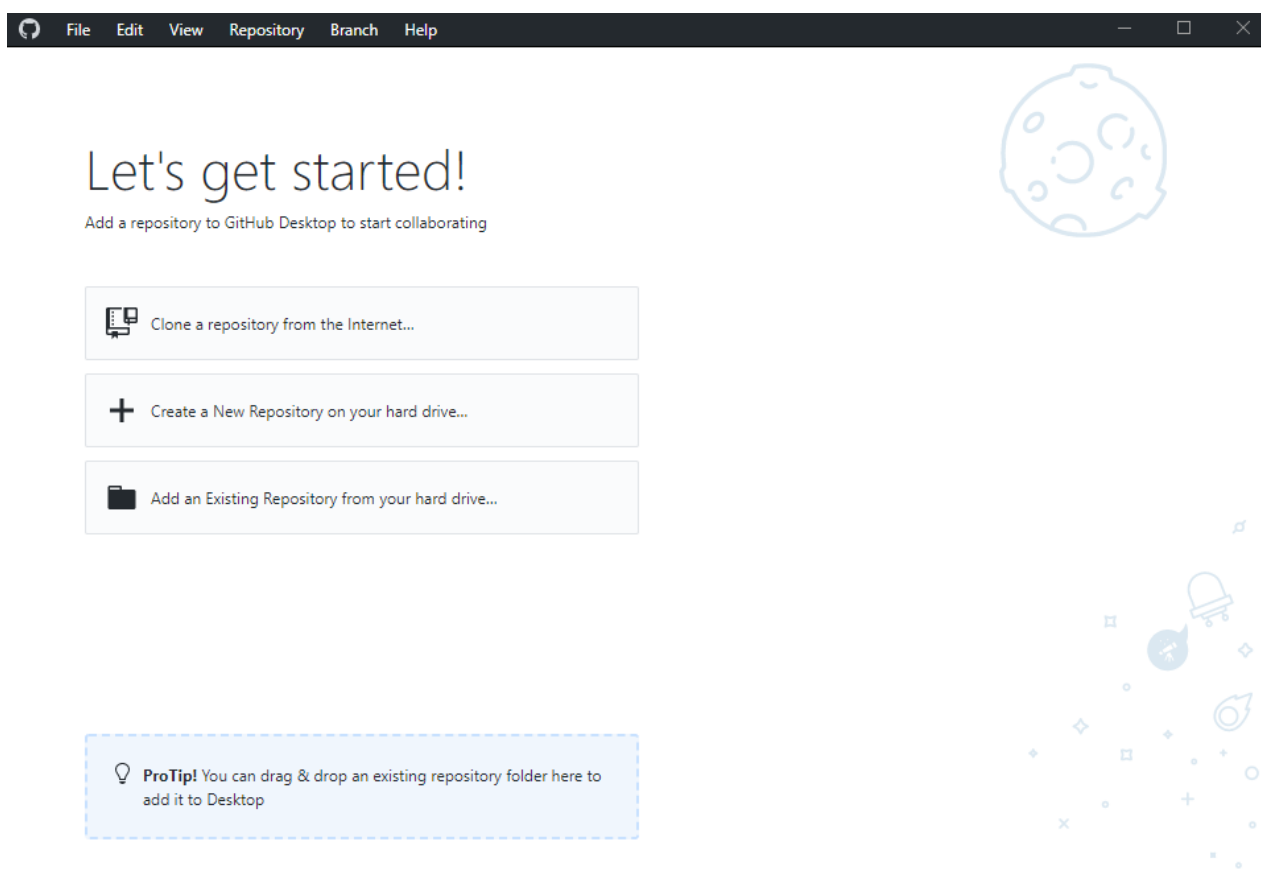 File Edit View Repository Branch Help
Let's get started!
Add a repository to GitHub Desktop to start collaborating
Clone a repository from the Internet...
Create a New Repository on your hard drive...
Add an Existing Repository from your hard drive...
ProTip! You can drag & drop an existing repository folder here to
add it to Desktop